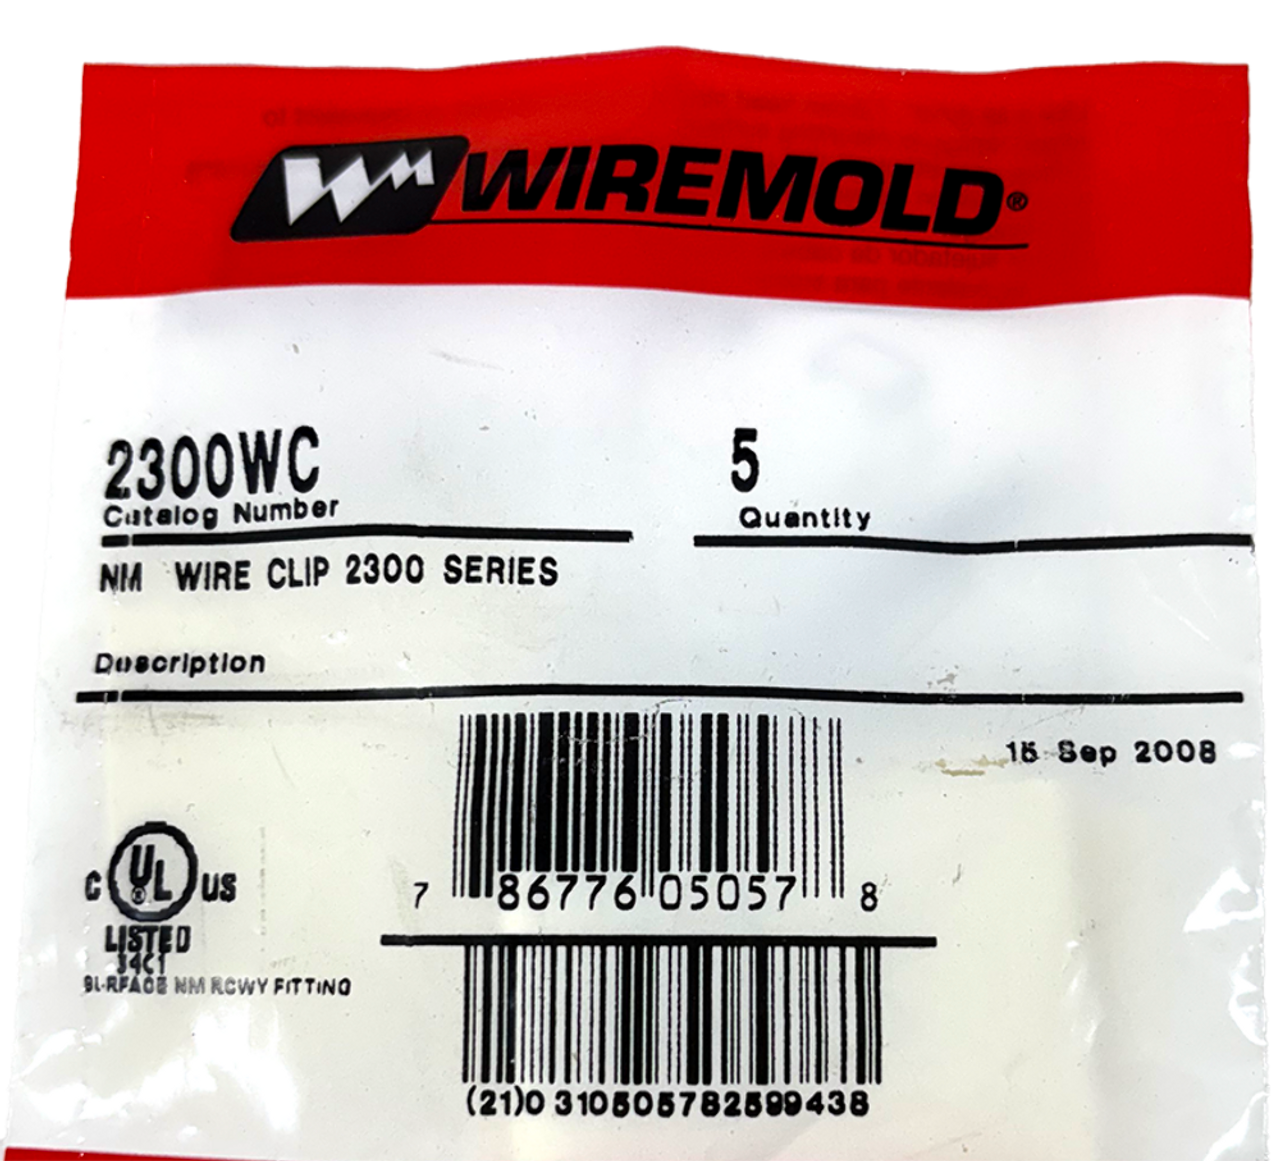 WM WIREMOLD®
2300WC
Catalog Number
5
Quantity
NM WIRE CLIP 2300 SERIES
Description
15 Sep 2008
7 86776 05057 8
C UL® US
LISTED
34C1
SURFACE NM RCWY FITTING
(21)0 310505782599438